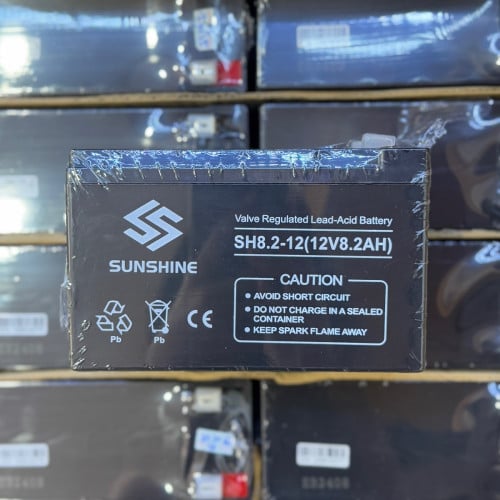 SUNSHINE
Pb
Pb
CE
Valve Regulated Lead-Acid Battery
SH8.2-12(12V8.2AH)
CAUTION
● AVOID SHORT CIRCUIT
● DO NOT CHARGE IN A SEALED
CONTAINER
● KEEP SPARK FLAME AWAY